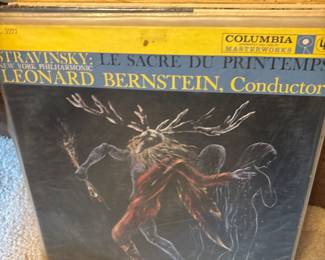 COLUMBIA
MASTERWORKS
STRAVINSKY: LE SACRE DU PRINTEMPS
NEW YORK PHILHARMONIC
LEONARD BERNSTEIN, Conductor